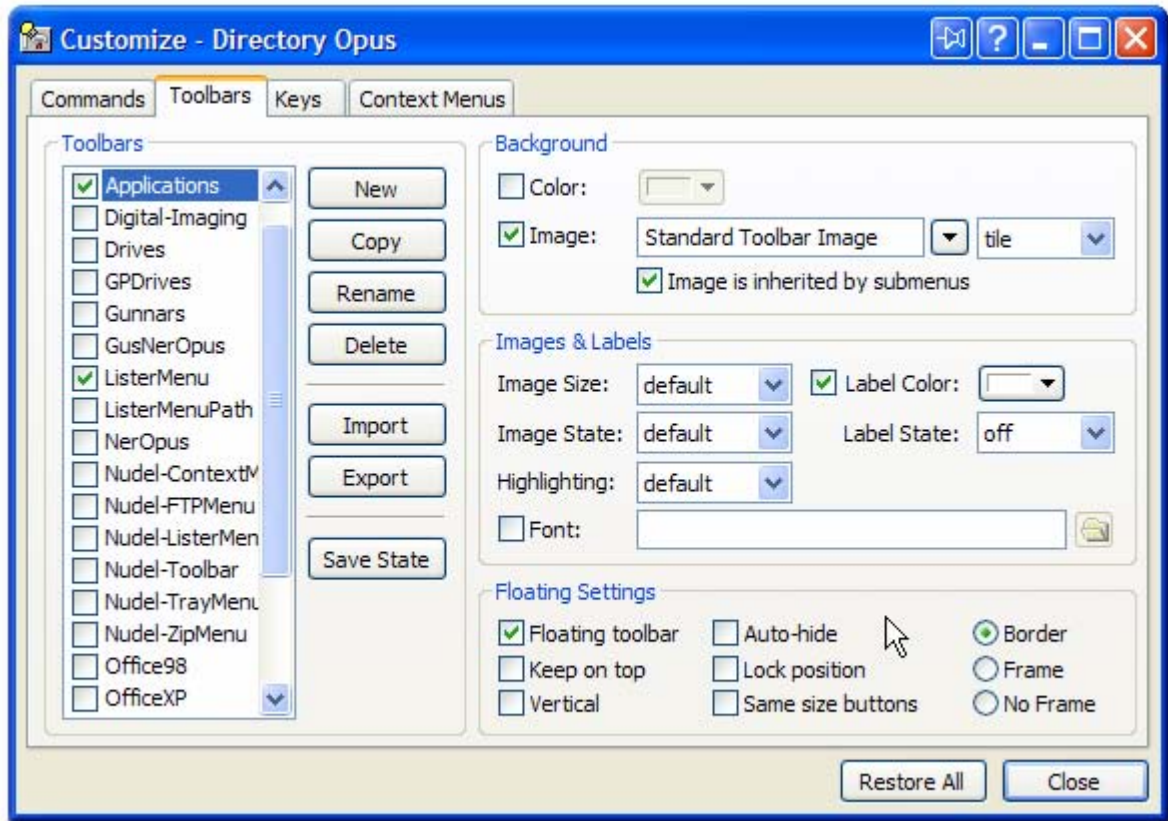 Customize - Directory Opus
Commands Toolbars Keys Context Menus
Toolbars
Applications
Digital-Imaging
Drives
GPDrives
Gunnars
GusNerOpus
ListerMenu
ListerMenuPath
NerOpus
Nudel-ContextM
Nudel-FTPMenu
Nudel-ListerMen
Nudel-Toolbar
Nudel-TrayMenu
Nudel-ZipMenu
Office98
OfficeXP
New
Copy
Rename
Delete
Import
Export
Save State
Background
Color:
Image: Standard Toolbar Image tile
Image is inherited by submenus
Images & Labels
Image Size: default Label Color:
Image State: default Label State: off
Highlighting: default
Font:
Floating Settings
Floating toolbar Auto-hide Border
Keep on top Lock position Frame
Vertical Same size buttons No Frame
Restore All Close